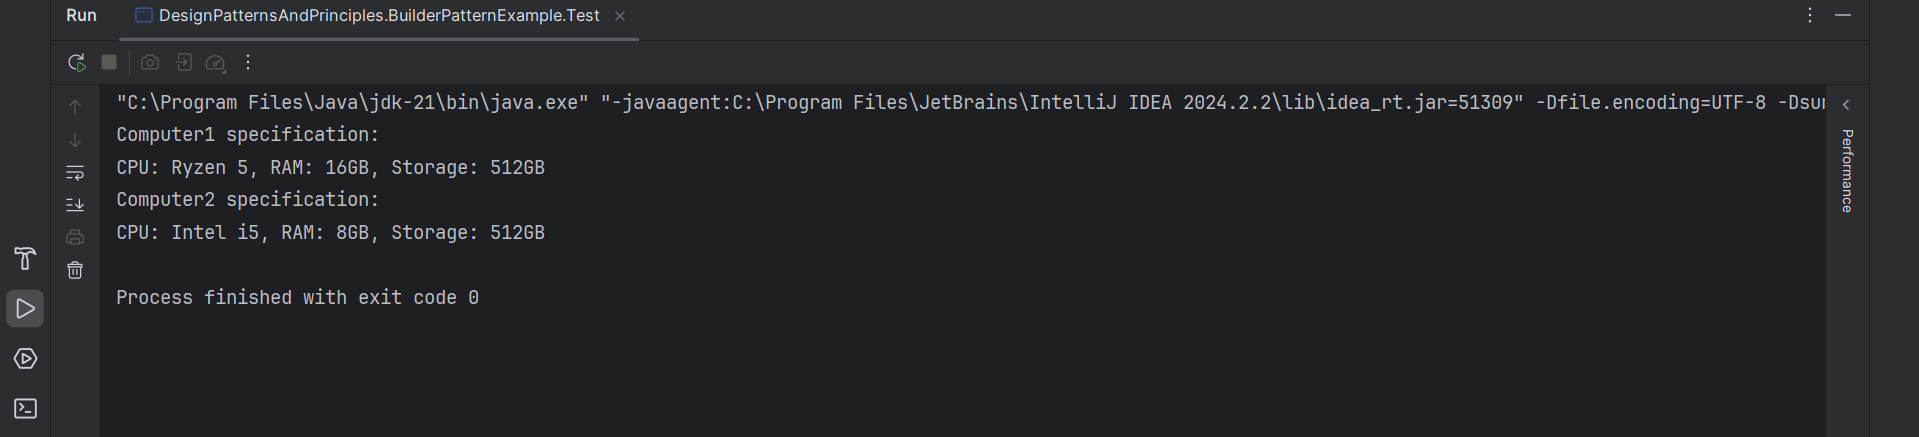 Run DesignPatternsAndPrinciples.BuilderPatternExample.Test
"C:\Program Files\Java\jdk-21\bin\java.exe" "-javaagent:C:\Program Files\JetBrains\IntelliJ IDEA 2024.2.2\lib\idea_rt.jar=51309" -Dfile.encoding=UTF-8 -Dsu
Computer1 specification:
CPU: Ryzen 5, RAM: 16GB, Storage: 512GB
Computer2 specification:
CPU: Intel i5, RAM: 8GB, Storage: 512GB
Process finished with exit code 0
Performance